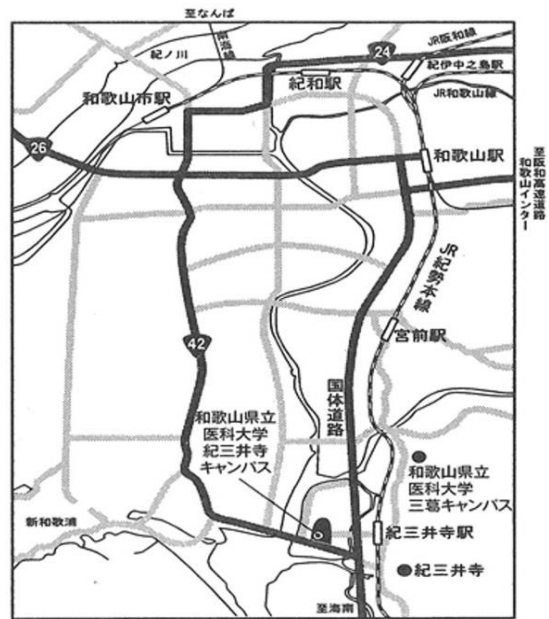 至なんば
紀ノ川
南海線
24
JR阪和線
紀伊中之島駅
紀和駅
JR和歌山線
和歌山市駅
26
和歌山駅
至阪和高速道路
和歌山インター
JR紀勢本線
宮前駅
42
国体道路
和歌山県立
医科大学
紀三井寺
キャンパス
和歌山県立
医科大学
三葛キャンパス
新和歌浦
紀三井寺駅
紀三井寺
至海南